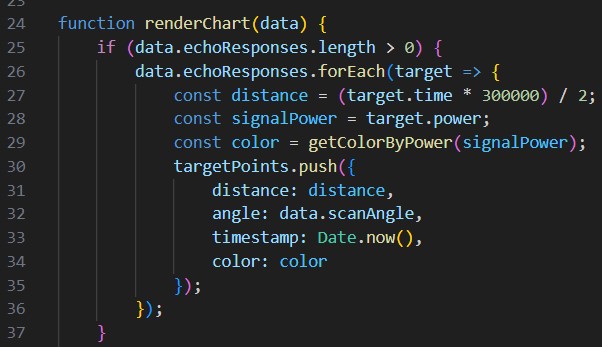 23
24 function renderChart(data) {
25 if (data.echoResponses.length > 0) {
26 data.echoResponses.forEach(target => {
27 const distance = (target.time * 300000) / 2;
28 const signalPower = target.power;
29 const color = getColorByPower(signalPower);
30 targetPoints.push({
31 distance: distance,
32 angle: data.scanAngle,
33 timestamp: Date.now(),
34 color: color
35 });
36 });
37 }